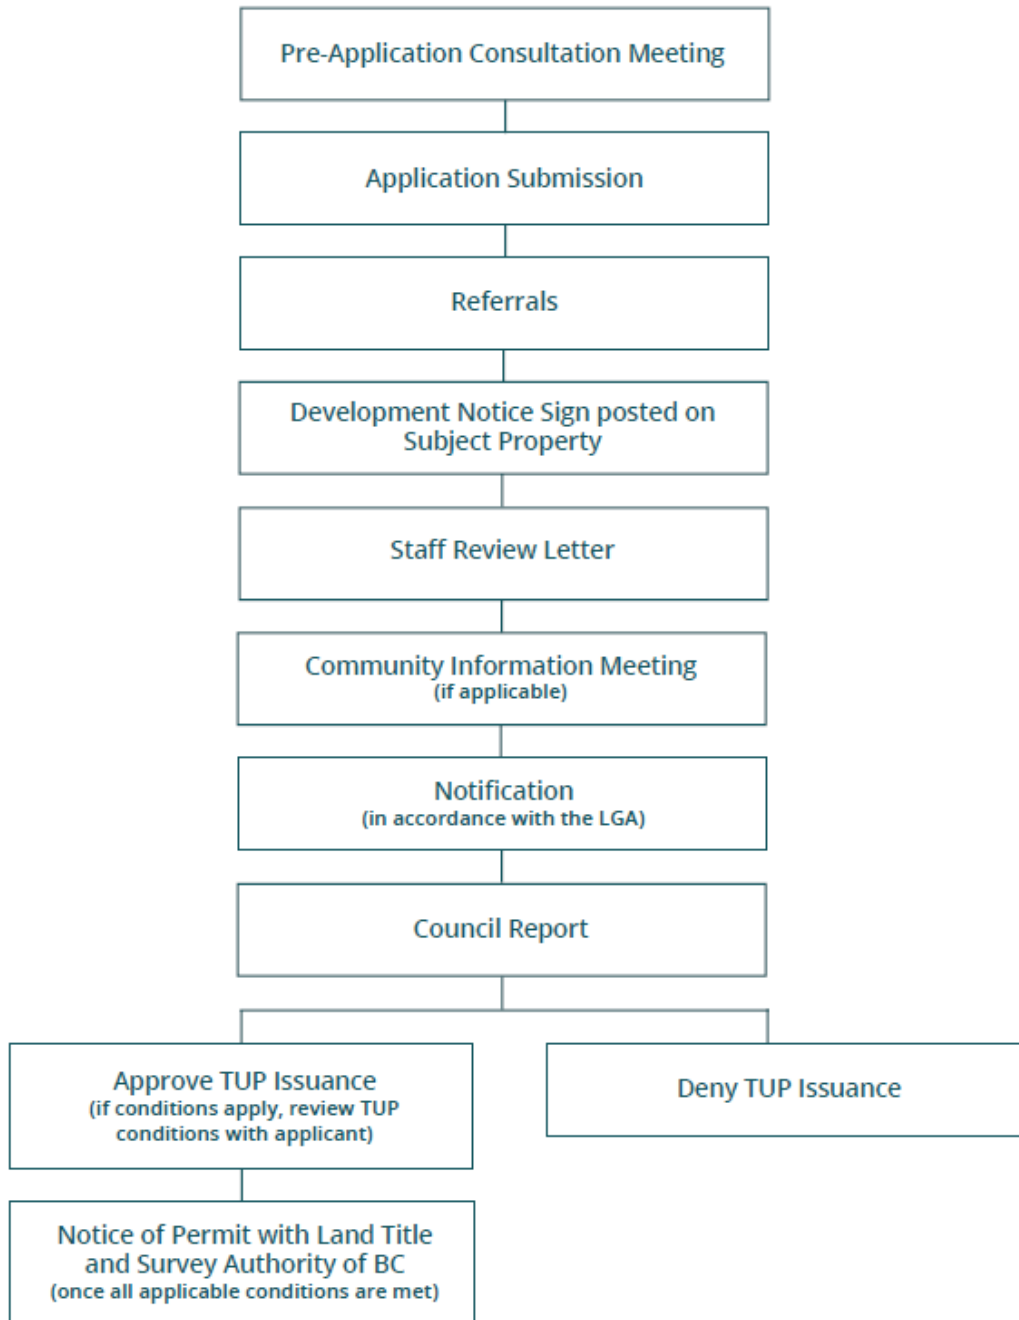 Pre-Application Consultation Meeting
Application Submission
Referrals
Development Notice Sign posted on
Subject Property
Staff Review Letter
Community Information Meeting
(if applicable)
Notification
(in accordance with the LGA)
Council Report
Approve TUP Issuance
(if conditions apply, review TUP
conditions with applicant)
Deny TUP Issuance
Notice of Permit with Land Title
and Survey Authority of BC
(once all applicable conditions are met)